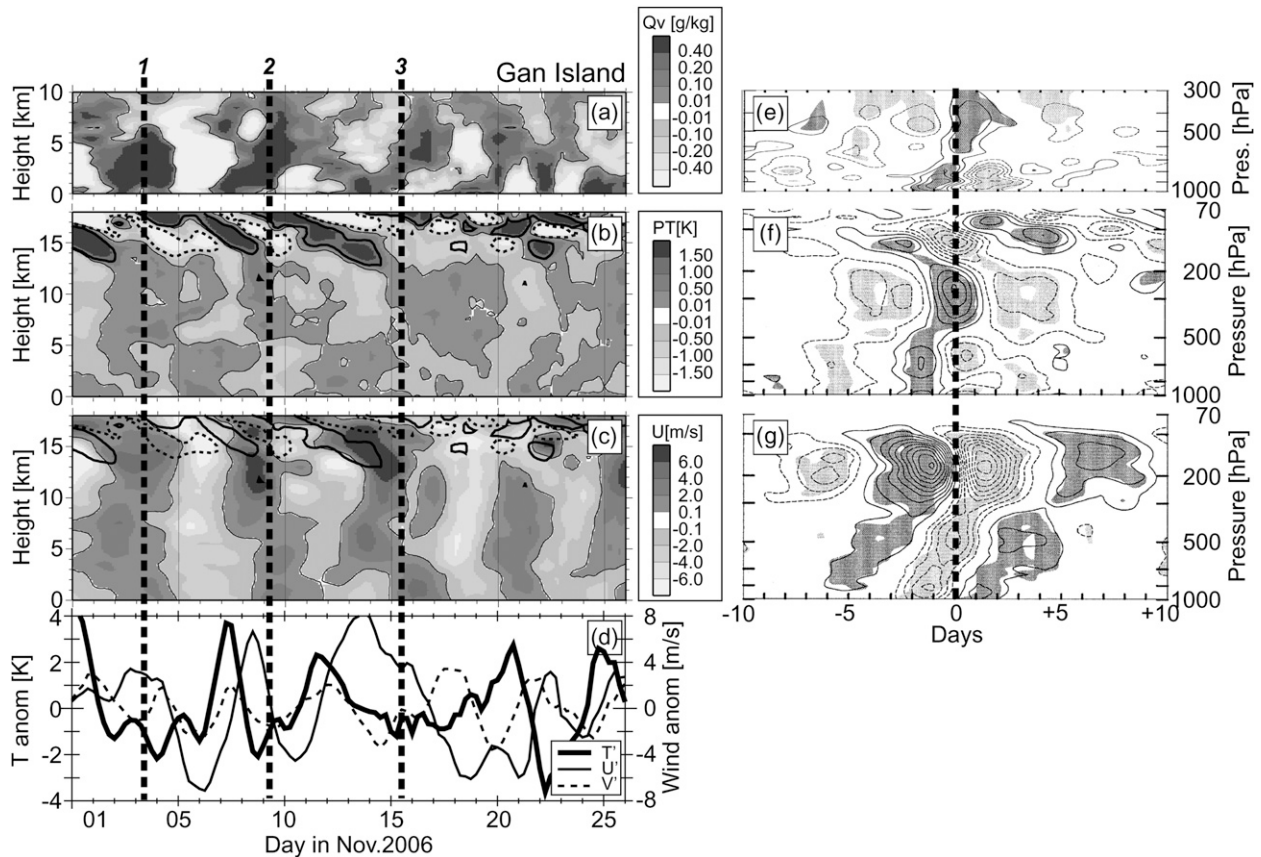 1 2 3 Gan Island
Height [km]
10
5
0
(a)
Qv [g/kg]
0.40
0.20
0.10
0.01
-0.01
-0.10
-0.20
-0.40
Height [km]
15
10
5
0
(b)
PT[K]
1.50
1.00
0.50
0.01
-0.01
-0.50
-1.00
-1.50
Height [km]
15
10
5
0
(c)
U[m/s]
6.0
4.0
2.0
0.1
-0.1
-2.0
-4.0
-6.0
T anom [K]
4
2
0
-2
-4
(d)
T'
U'
V'
8
4
0
-4
-8
Wind anom [m/s]
01 05 10 15 20 25
Day in Nov.2006
(e)
300
500
1000
Pres. [hPa]
(f)
70
200
500
1000
Pressure [hPa]
(g)
70
200
500
1000
Pressure [hPa]
-10 -5 0 +5 +10
Days